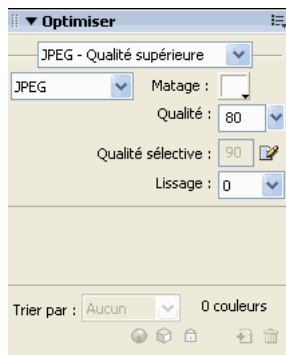 Optimiser
JPEG - Qualité supérieure
JPEG Matage :
Qualité : 80
Qualité sélective : 90
Lissage : 0
Trier par : Aucun 0 couleurs